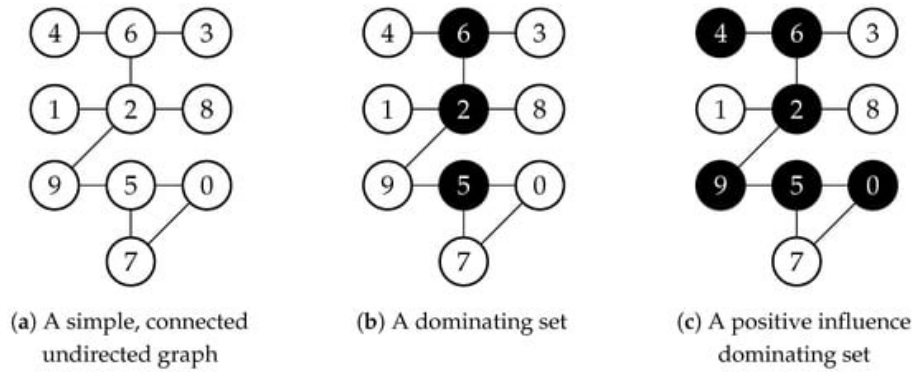 4 6 3
1 2 8
9 5 0
7
(a) A simple, connected
undirected graph
4 6 3
1 2 8
9 5 0
7
(b) A dominating set
4 6 3
1 2 8
9 5 0
7
(c) A positive influence
dominating set